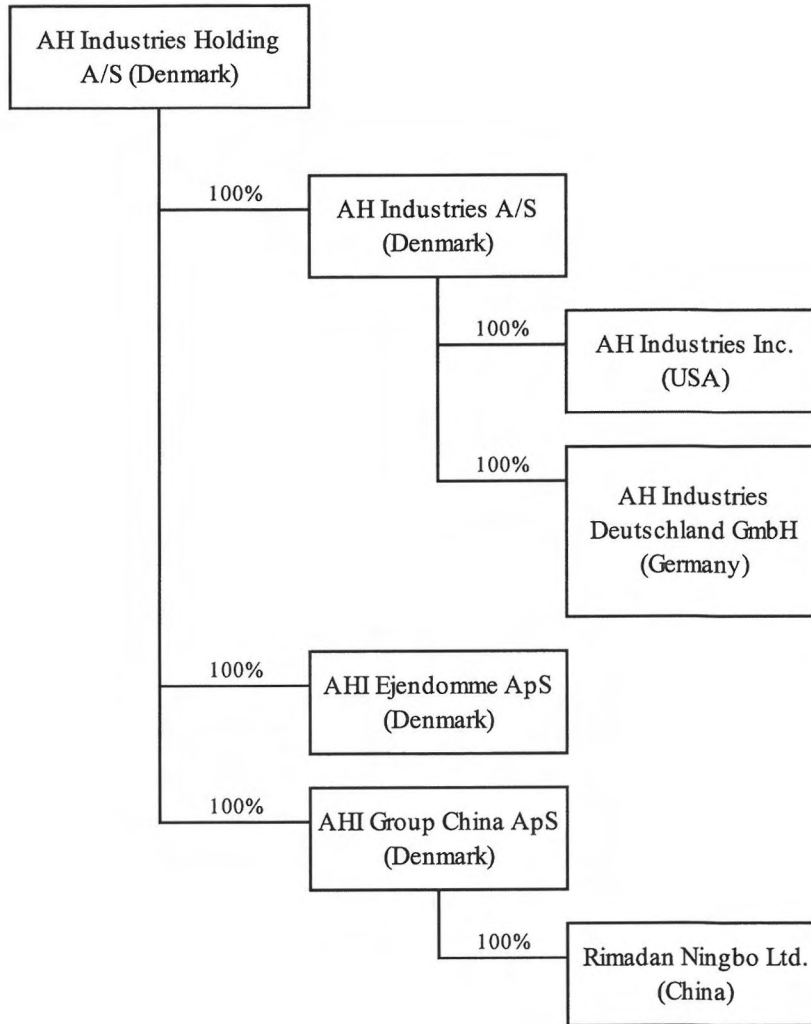 AH Industries Holding
A/S (Denmark)
100%
AH Industries A/S
(Denmark)
100%
AH Industries Inc.
(USA)
100%
AH Industries
Deutschland GmbH
(Germany)
100%
AHI Ejendomme ApS
(Denmark)
100%
AHI Group China ApS
(Denmark)
100%
Rimadan Ningbo Ltd.
(China)